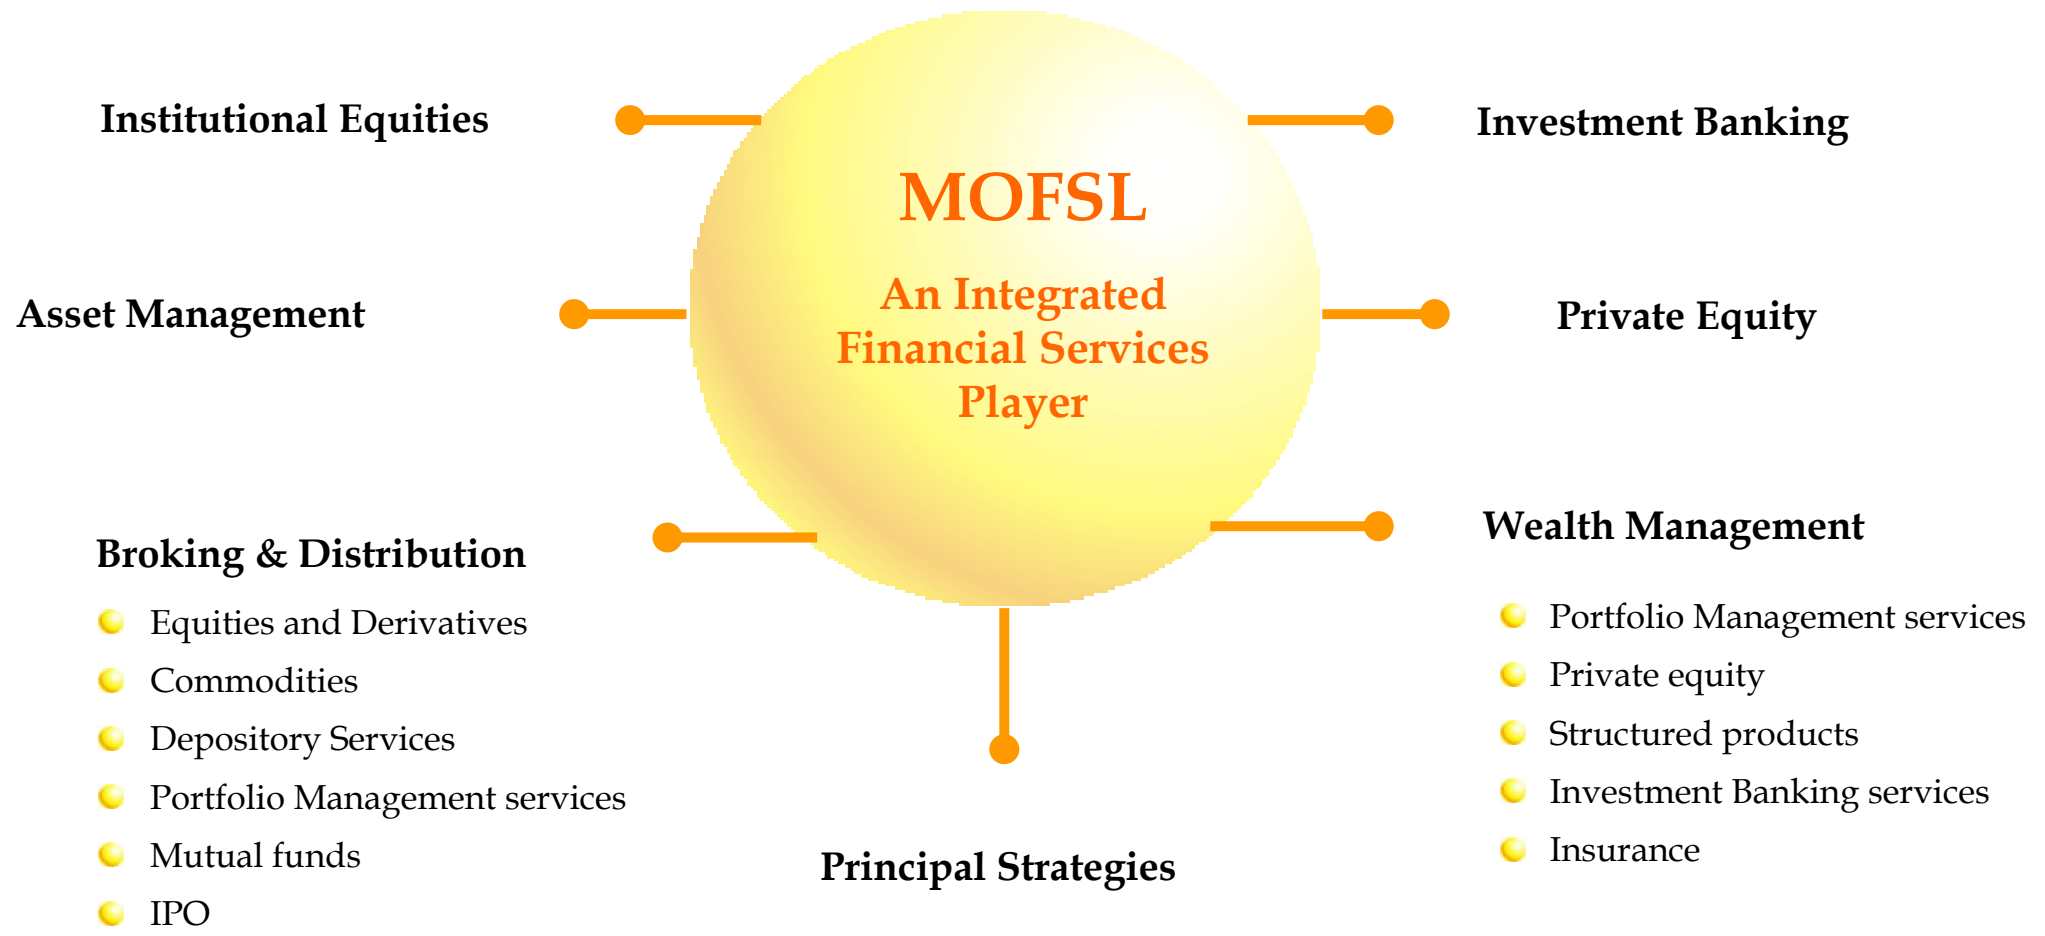 Institutional Equities
Investment Banking
MOFSL
An Integrated
Financial Services
Player
Asset Management
Private Equity
Broking & Distribution
Equities and Derivatives
Commodities
Depository Services
Portfolio Management services
Mutual funds
IPO
Wealth Management
Portfolio Management services
Private equity
Structured products
Investment Banking services
Insurance
Principal Strategies